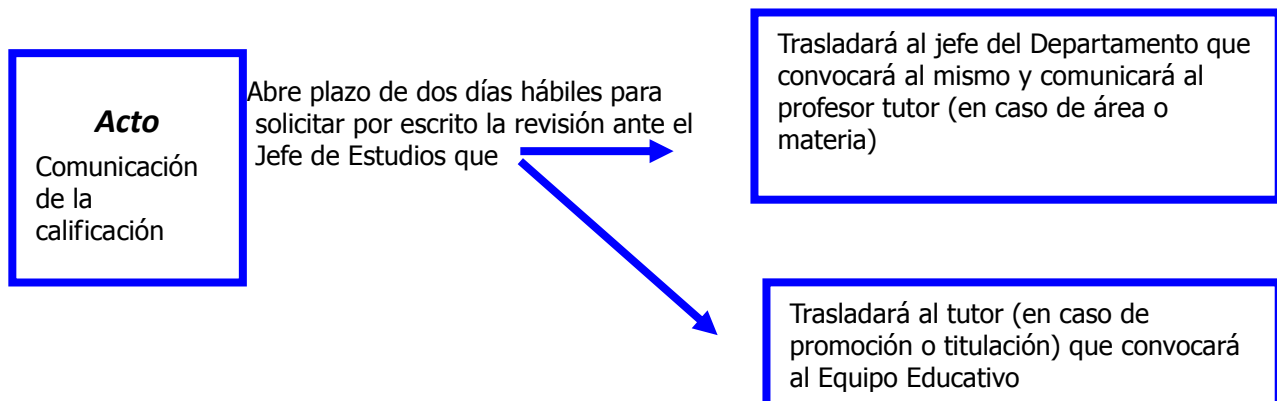 Acto
Comunicación
de la
calificación
Abre plazo de dos días hábiles para
solicitar por escrito la revisión ante el
Jefe de Estudios que
Trasladará al jefe del Departamento que
convocará al mismo y comunicará al
profesor tutor (en caso de área o
materia)
Trasladará al tutor (en caso de
promoción o titulación) que convocará
al Equipo Educativo